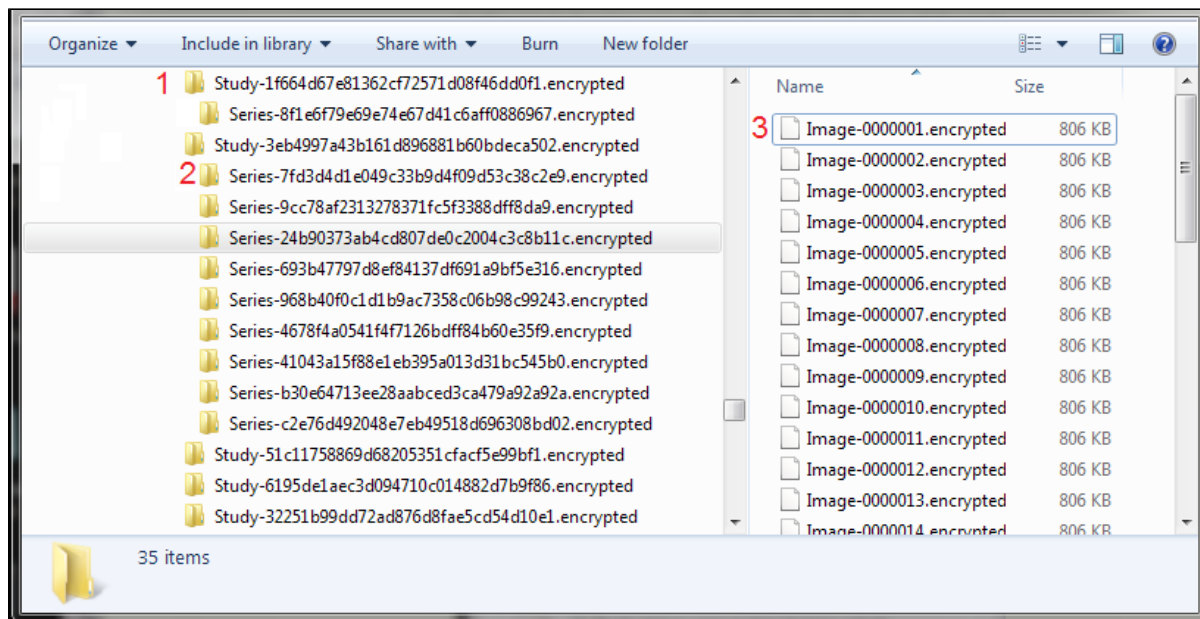 Organize Include in library Share with Burn New folder
1 Study-1f664d67e81362cf72571d08f46dd0f1.encrypted
Series-8f1e6f79e69e74e67d41c6aff0886967.encrypted
Study-3eb4997a43b161d896881b60bdeca502.encrypted
2 Series-7fd3d4d1e049c33b9d4f09d53c38c2e9.encrypted
Series-9cc78af2313278371fc5f3388dff8da9.encrypted
Series-24b90373ab4cd807de0c2004c3c8b11c.encrypted
Series-693b47797d8ef84137df691a9bf5e316.encrypted
Series-968b40f0c1d1b9ac7358c06b98c99243.encrypted
Series-4678f4a0541f4f7126bdff84b60e35f9.encrypted
Series-41043a15f88e1eb395a013d31bc545b0.encrypted
Series-b30e64713ee28aabced3ca479a92a92a.encrypted
Series-c2e76d492048e7eb49518d696308bd02.encrypted
Study-51c11758869d68205351cfacf5e99bf1.encrypted
Study-6195de1aec3d094710c014882d7b9f86.encrypted
Study-32251b99dd72ad876d8fae5cd54d10e1.encrypted
Name Size
3 Image-0000001.encrypted 806 KB
Image-0000002.encrypted 806 KB
Image-0000003.encrypted 806 KB
Image-0000004.encrypted 806 KB
Image-0000005.encrypted 806 KB
Image-0000006.encrypted 806 KB
Image-0000007.encrypted 806 KB
Image-0000008.encrypted 806 KB
Image-0000009.encrypted 806 KB
Image-0000010.encrypted 806 KB
Image-0000011.encrypted 806 KB
Image-0000012.encrypted 806 KB
Image-0000013.encrypted 806 KB
Image-0000014.encrypted 806 KB
35 items